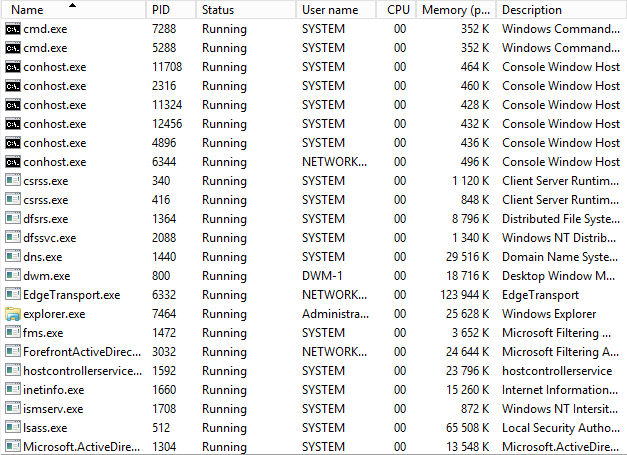 Name PID Status User name CPU Memory (p... Description
cmd.exe 7288 Running SYSTEM 00 352 K Windows Command...
cmd.exe 5288 Running SYSTEM 00 352 K Windows Command...
conhost.exe 11708 Running SYSTEM 00 464 K Console Window Host
conhost.exe 2316 Running SYSTEM 00 460 K Console Window Host
conhost.exe 11324 Running SYSTEM 00 428 K Console Window Host
conhost.exe 12456 Running SYSTEM 00 432 K Console Window Host
conhost.exe 4896 Running SYSTEM 00 436 K Console Window Host
conhost.exe 6344 Running NETWORK... 00 496 K Console Window Host
csrss.exe 340 Running SYSTEM 00 1 120 K Client Server Runtim...
csrss.exe 416 Running SYSTEM 00 848 K Client Server Runtim...
dfsrs.exe 1364 Running SYSTEM 00 8 796 K Distributed File Syste...
dfssvc.exe 2088 Running SYSTEM 00 1 340 K Windows NT Distrib...
dns.exe 1440 Running SYSTEM 00 29 516 K Domain Name Syste...
dwm.exe 800 Running DWM-1 00 18 716 K Desktop Window M...
EdgeTransport.exe 6332 Running NETWORK... 00 123 944 K EdgeTransport
explorer.exe 7464 Running Administra... 00 25 628 K Windows Explorer
fms.exe 1472 Running SYSTEM 00 3 652 K Microsoft Filtering ...
ForefrontActiveDirec... 3032 Running NETWORK... 00 24 644 K Microsoft Filtering A...
hostcontrollerservice... 1592 Running SYSTEM 00 23 796 K hostcontrollerservice
inetinfo.exe 1660 Running SYSTEM 00 15 260 K Internet Information...
ismserv.exe 1708 Running SYSTEM 00 872 K Windows NT Intersit...
lsass.exe 512 Running SYSTEM 00 65 508 K Local Security Autho...
Microsoft.ActiveDire... 1304 Running SYSTEM 00 13 548 K Microsoft.ActiveDire...